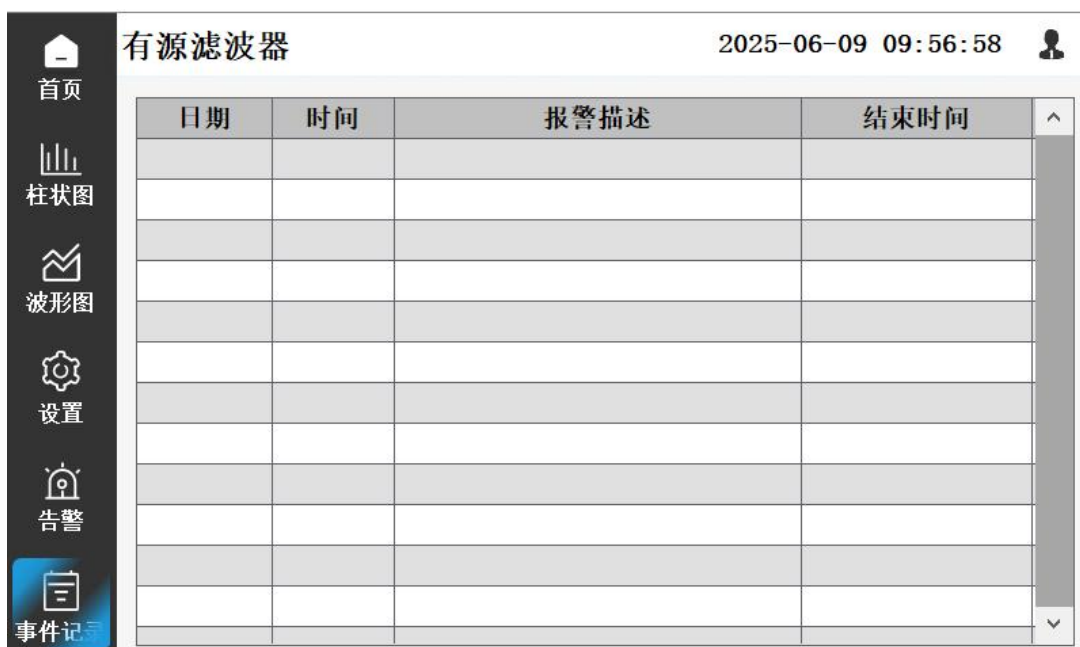 有源滤波器 2025-06-09 09:56:58
首页
柱状图
波形图
设置
告警
事件记录
日期 时间 报警描述 结束时间